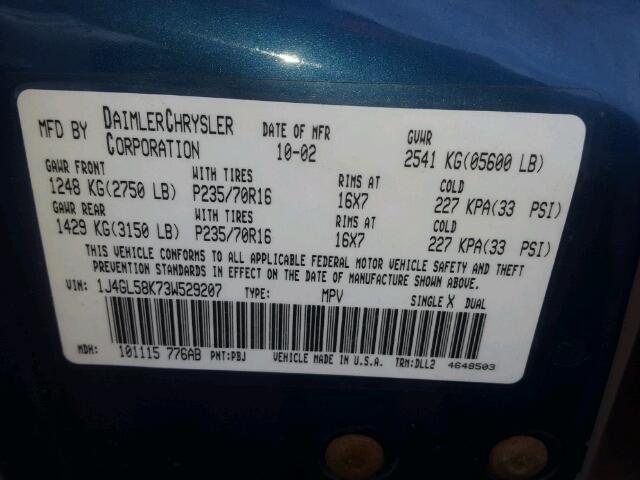 MFD BY DAIMLERCHRYSLER CORPORATION DATE OF MFR 10-02 GVWR 2541 KG(05600 LB)
GAWR FRONT WITH TIRES RIMS AT COLD
1248 KG(2750 LB) P235/70R16 16X7 227 KPA(33 PSI)
GAWR REAR WITH TIRES RIMS AT COLD
1429 KG(3150 LB) P235/70R16 16X7 227 KPA(33 PSI)
THIS VEHICLE CONFORMS TO ALL APPLICABLE FEDERAL MOTOR VEHICLE SAFETY AND THEFT
PREVENTION STANDARDS IN EFFECT ON THE DATE OF MANUFACTURE SHOWN ABOVE.
VIN: 1J4GL58K73W529207 TYPE: MPV SINGLE X DUAL
MDH: 101115 776AB PNT:PBJ VEHICLE MADE IN U.S.A. TRM:DLL2 4648503